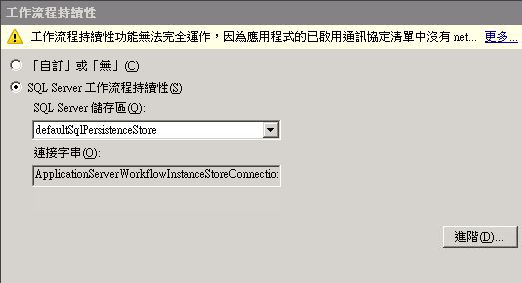 工作流程持續性
工作流程持續性功能無法完全運作，因為應用程式的已啟用通訊協定清單中沒有 net... 更多...
「自訂」或「無」(C)
SQL Server 工作流程持續性(S)
SQL Server 儲存區(Q):
defaultSqlPersistenceStore
連接字串(O):
ApplicationServerWorkflowInstanceStoreConnectio
進階(D)...